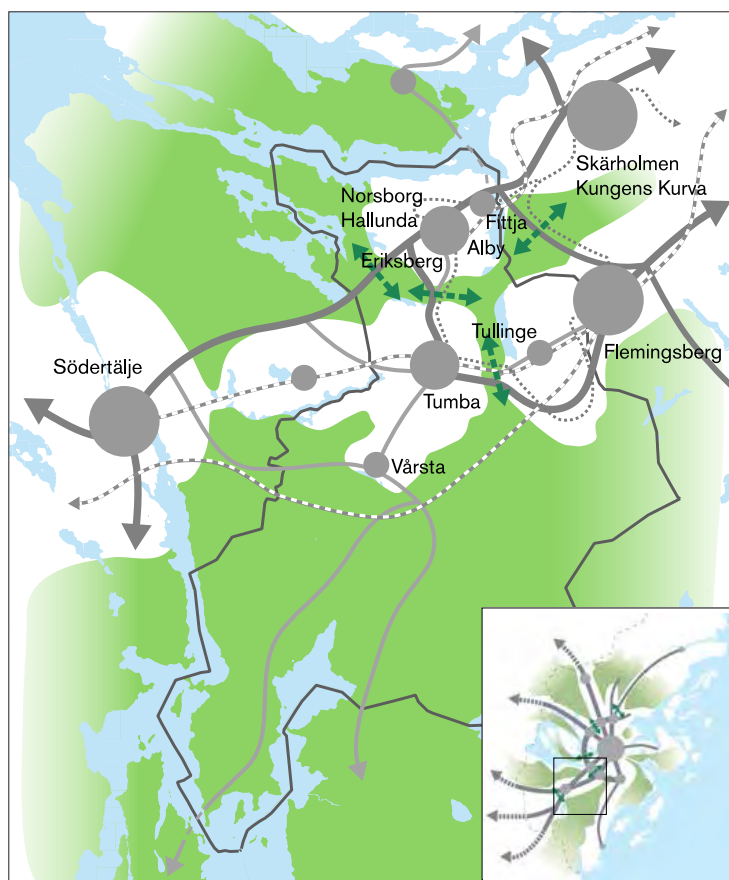 Skärholmen
Kungens Kurva
Norsborg
Hallunda
Fittja
Alby
Eriksberg
Tullinge
Flemingsberg
Södertälje
Tumba
Vårsta